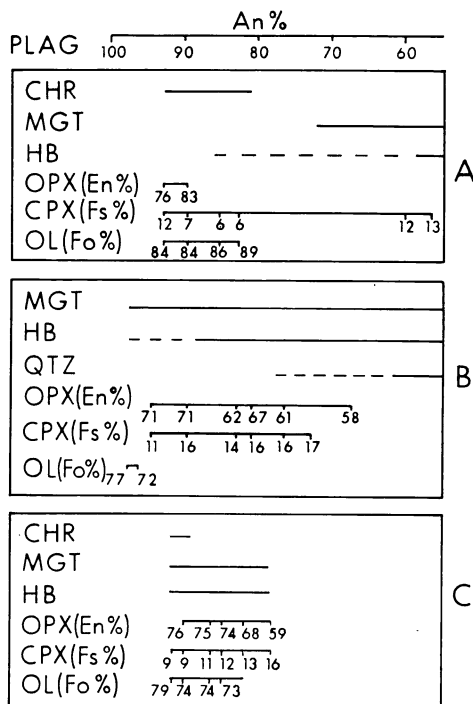 An%
PLAG 100 90 80 70 60
CHR
MGT
HB
OPX(En%)
76 83
CPX(Fs%)
12 7 6 6 12 13
OL(Fo%)
84 84 86 89
A
MGT
HB
QTZ
OPX(En%)
71 71 62 67 61 58
CPX(Fs%)
11 16 14 16 16 17
OL(Fo%) 77 72
B
CHR
MGT
HB
OPX(En%)
76 75 74 68 59
CPX(Fs%)
9 9 11 12 13 16
OL(Fo%)
79 74 74 73
C